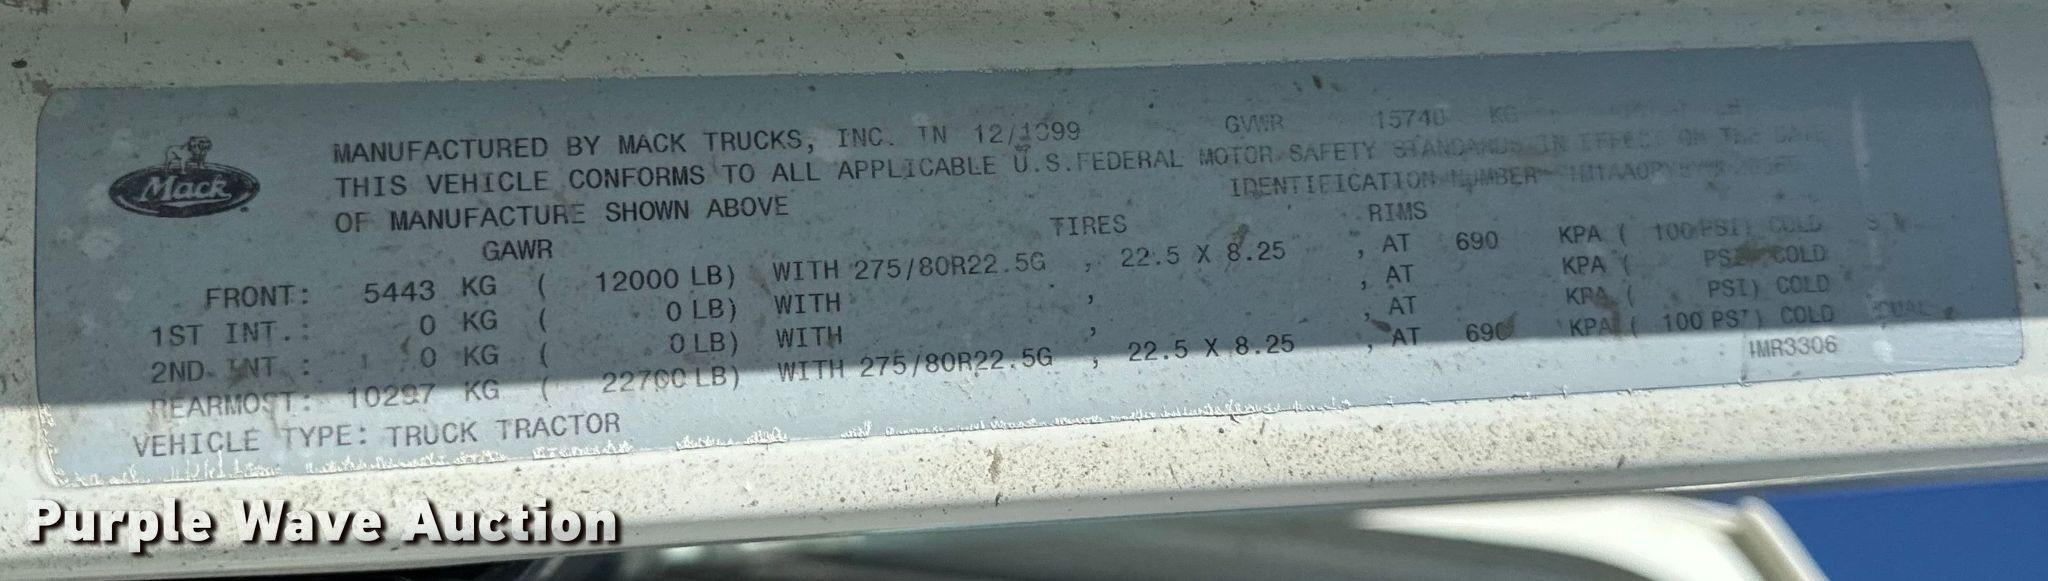 Mack
MANUFACTURED BY MACK TRUCKS, INC. IN 12/1999 GVWR 15740 KG
THIS VEHICLE CONFORMS TO ALL APPLICABLE U.S. FEDERAL MOTOR SAFETY STANDARDS IN EFFECT ON THE DATE
OF MANUFACTURE SHOWN ABOVE IDENTIFICATION NUMBER
GAWR TIRES RIMS
FRONT: 5443 KG ( 12000 LB) WITH 275/80R22.5G , 22.5 X 8.25 , AT 690 KPA ( 100 PSI) COLD
1ST INT.: 0 KG ( 0 LB) WITH , , AT KPA ( PSI) COLD
2ND INT.: 0 KG ( 0 LB) WITH , , AT KPA ( PSI) COLD
REARMOST: 10297 KG ( 22700 LB) WITH 275/80R22.5G , 22.5 X 8.25 , AT 690 KPA ( 100 PSI) COLD DUAL
VEHICLE TYPE: TRUCK TRACTOR
Purple Wave Auction